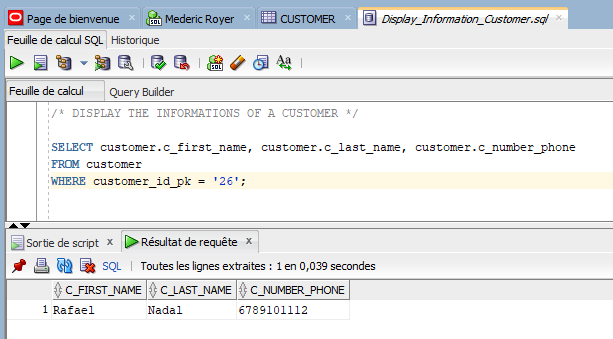 Page de bienvenue Mederic Royer CUSTOMER Display_Information_Customer.sql
Feuille de calcul SQL Historique
Feuille de calcul Query Builder
/* DISPLAY THE INFORMATIONS OF A CUSTOMER */
SELECT customer.c_first_name, customer.c_last_name, customer.c_number_phone
FROM customer
WHERE customer_id_pk = '26';
Sortie de script x Résultat de requête x
SQL | Toutes les lignes extraites : 1 en 0,039 secondes
C_FIRST_NAME C_LAST_NAME C_NUMBER_PHONE
1 Rafael Nadal 6789101112